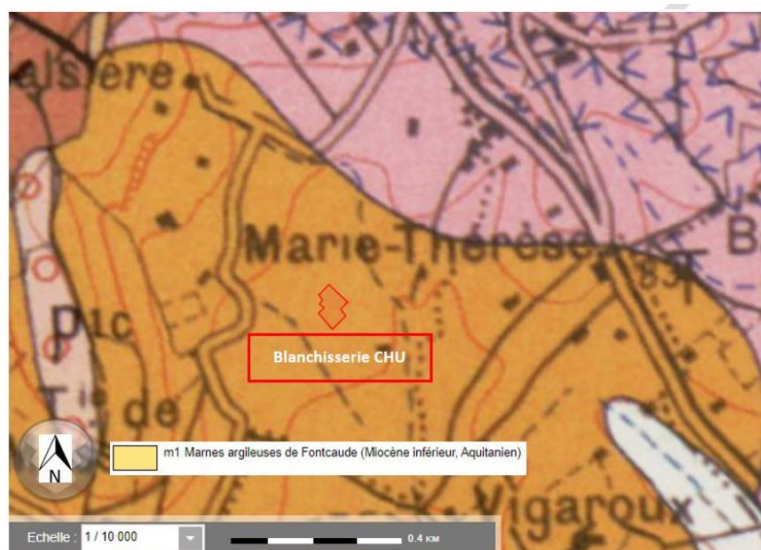 alsière
Marie-Thérèse
B
83
Blanchisserie CHU
pic
Tle de
N
m1 Marnes argileuses de Fontcaude (Miocène inférieur, Aquitanien)
Vigaroux
Echelle : 1 / 10 000
0.4 KM